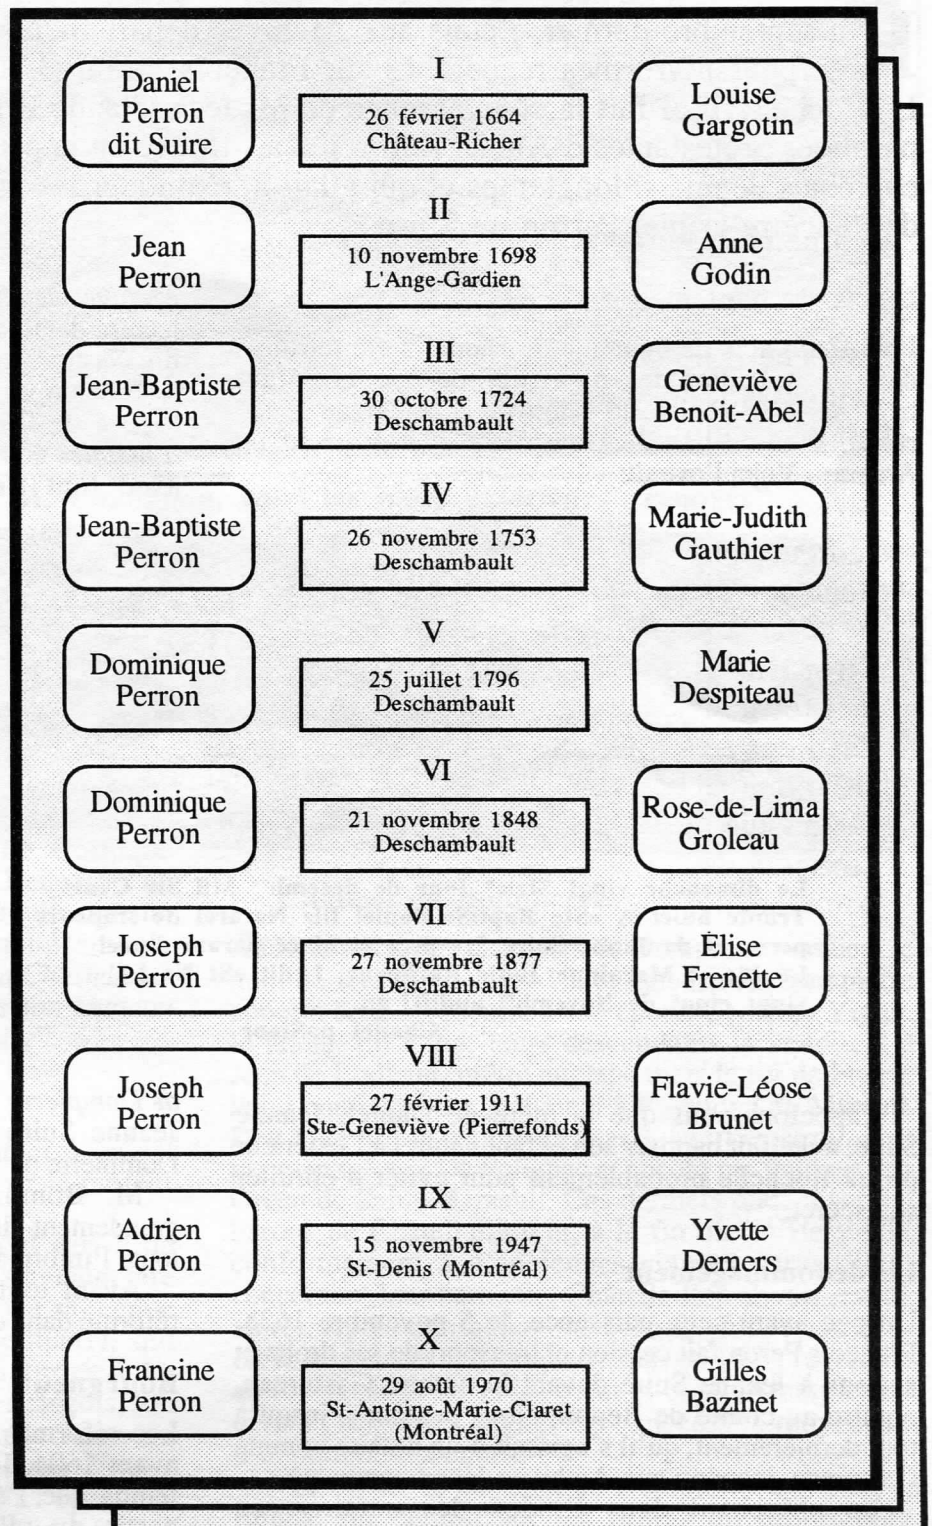 I
Daniel
Perron
dit Suire
26 février 1664
Château-Richer
Louise
Gargotin
II
Jean
Perron
10 novembre 1698
L'Ange-Gardien
Anne
Godin
III
Jean-Baptiste
Perron
30 octobre 1724
Deschambault
Geneviève
Benoit-Abel
IV
Jean-Baptiste
Perron
26 novembre 1753
Deschambault
Marie-Judith
Gauthier
V
Dominique
Perron
25 juillet 1796
Deschambault
Marie
Despiteau
VI
Dominique
Perron
21 novembre 1848
Deschambault
Rose-de-Lima
Groleau
VII
Joseph
Perron
27 novembre 1877
Deschambault
Élise
Frenette
VIII
Joseph
Perron
27 février 1911
Ste-Geneviève (Pierrefonds)
Flavie-Léose
Brunet
IX
Adrien
Perron
15 novembre 1947
St-Denis (Montréal)
Yvette
Demers
X
Francine
Perron
29 août 1970
St-Antoine-Marie-Claret
(Montréal)
Gilles
Bazinet